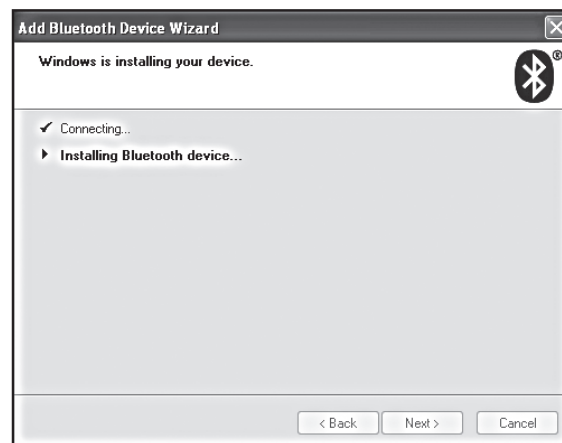 Add Bluetooth Device Wizard
Windows is installing your device.
®
✓ Connecting...
Installing Bluetooth device...
< Back Next > Cancel